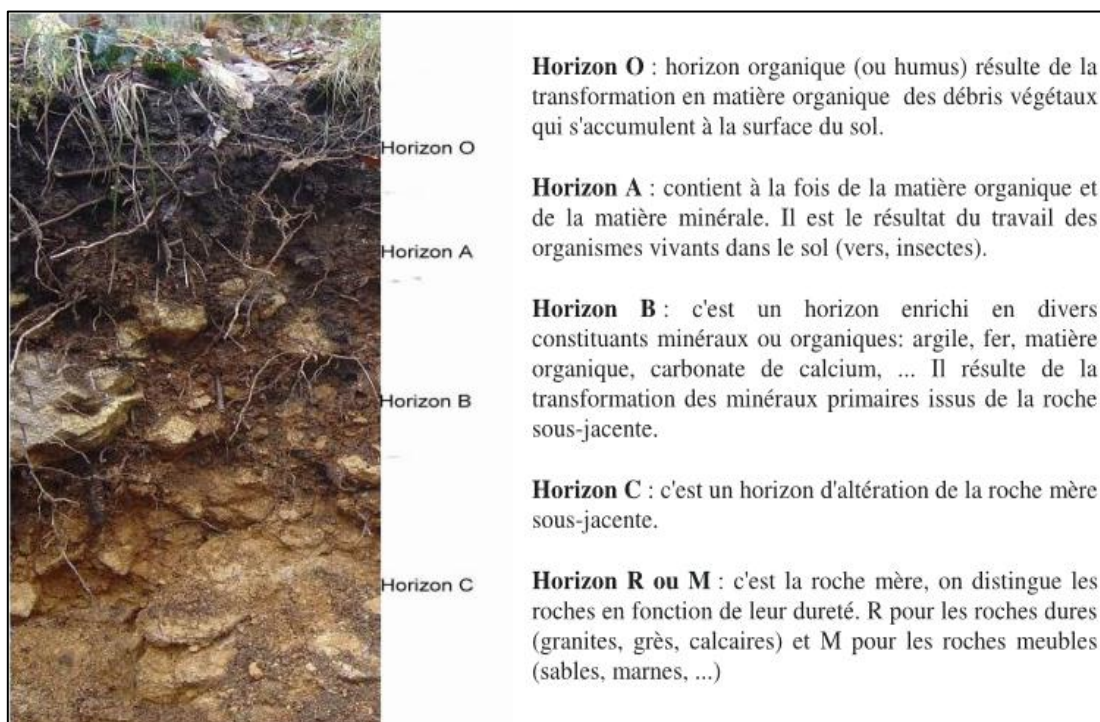 Horizon O
Horizon A
Horizon B
Horizon C
Horizon O : horizon organique (ou humus) résulte de la
transformation en matière organique des débris végétaux
qui s'accumulent à la surface du sol.
Horizon A : contient à la fois de la matière organique et
de la matière minérale. Il est le résultat du travail des
organismes vivants dans le sol (vers, insectes).
Horizon B : c'est un horizon enrichi en divers
constituants minéraux ou organiques: argile, fer, matière
organique, carbonate de calcium, ... Il résulte de la
transformation des minéraux primaires issus de la roche
sous-jacente.
Horizon C : c'est un horizon d'altération de la roche mère
sous-jacente.
Horizon R ou M : c'est la roche mère, on distingue les
roches en fonction de leur dureté. R pour les roches dures
(granites, grès, calcaires) et M pour les roches meubles
(sables, marnes, ...)